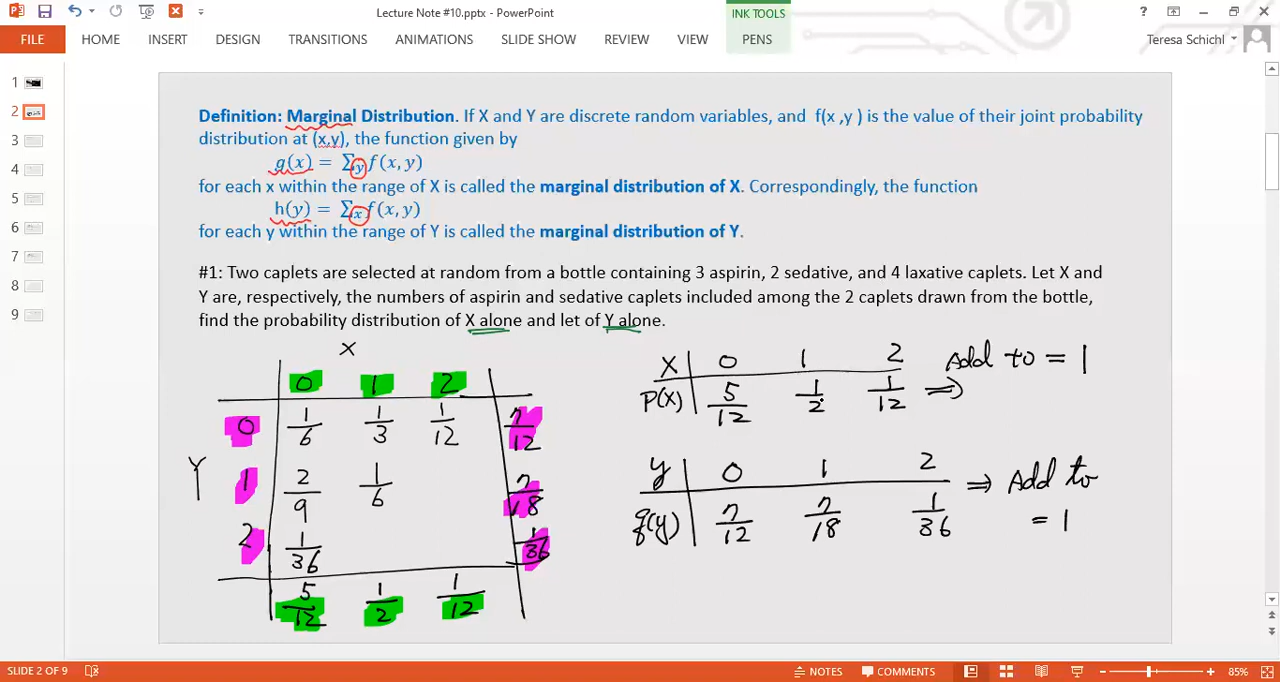 Lecture Note #10.pptx - PowerPoint
INK TOOLS
FILE HOME INSERT DESIGN TRANSITIONS ANIMATIONS SLIDE SHOW REVIEW VIEW PENS
Teresa Schichl
1
2
3
4
5
6
7
8
9
Definition: Marginal Distribution. If X and Y are discrete random variables, and f(x ,y ) is the value of their joint probability
distribution at (x,y), the function given by
g(x) = ∑y f(x, y)
for each x within the range of X is called the marginal distribution of X. Correspondingly, the function
h(y) = ∑x f(x, y)
for each y within the range of Y is called the marginal distribution of Y.
#1: Two caplets are selected at random from a bottle containing 3 aspirin, 2 sedative, and 4 laxative caplets. Let X and
Y are, respectively, the numbers of aspirin and sedative caplets included among the 2 caplets drawn from the bottle,
find the probability distribution of X alone and let of Y alone.
X
0 1 2
0 1/6 1/3 1/12 7/12
Y 1 2/9 1/6 7/18
2 1/36 1/36
5/12 1/2 1/12
X 0 1 2 Add to = 1
p(x) 5/12 1/2 1/12 ⇒
y 0 1 2 ⇒ Add to
q(y) 7/12 7/18 1/36 = 1
SLIDE 2 OF 9 NOTES COMMENTS 85%